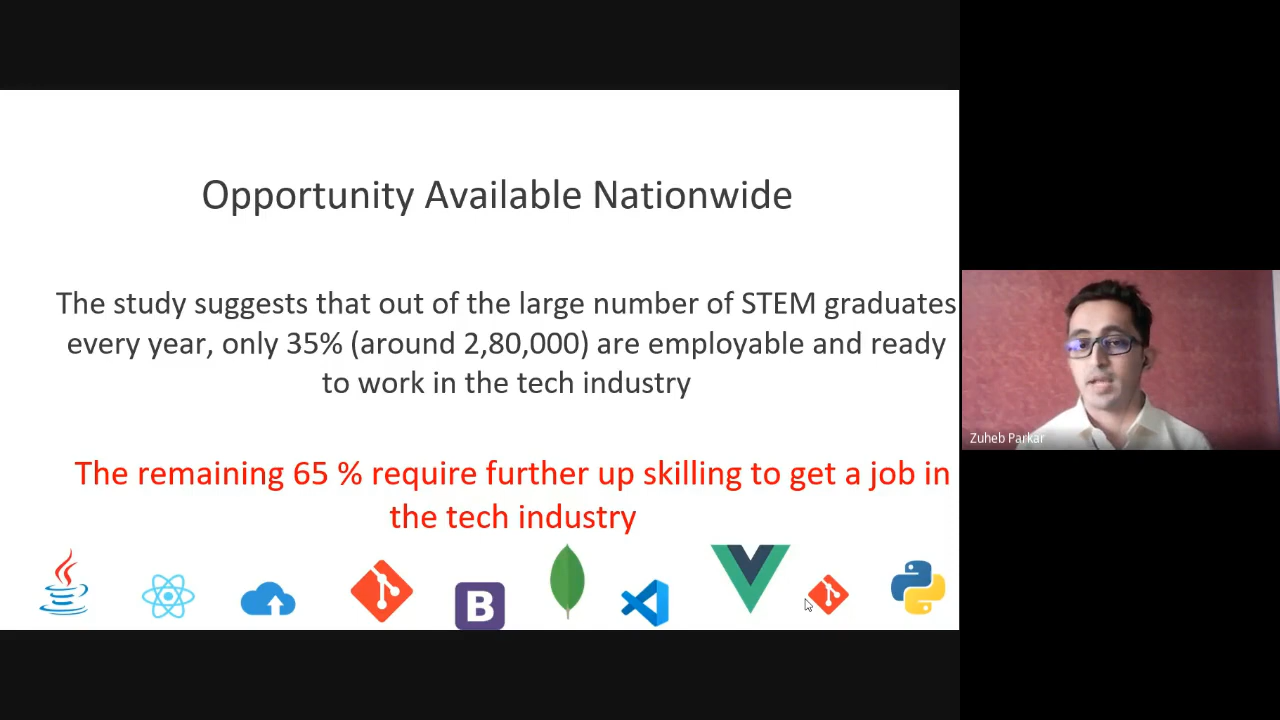 Opportunity Available Nationwide
The study suggests that out of the large number of STEM graduates
every year, only 35% (around 2,80,000) are employable and ready
to work in the tech industry
The remaining 65 % require further up skilling to get a job in
the tech industry
B
Zuheb Parkar